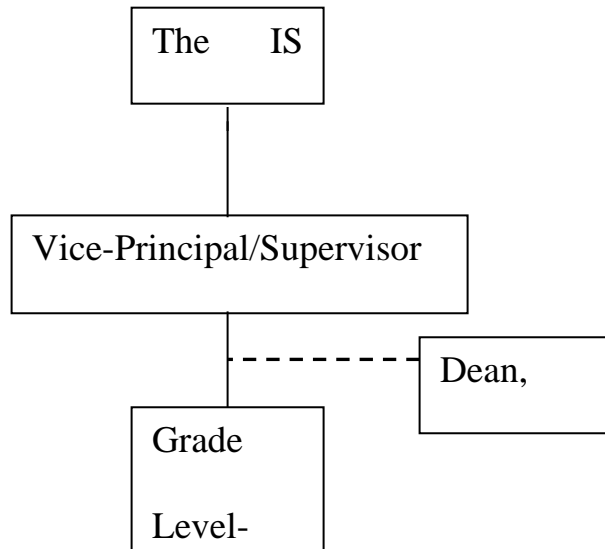 The IS
Vice-Principal/Supervisor
Dean,
Grade
Level-